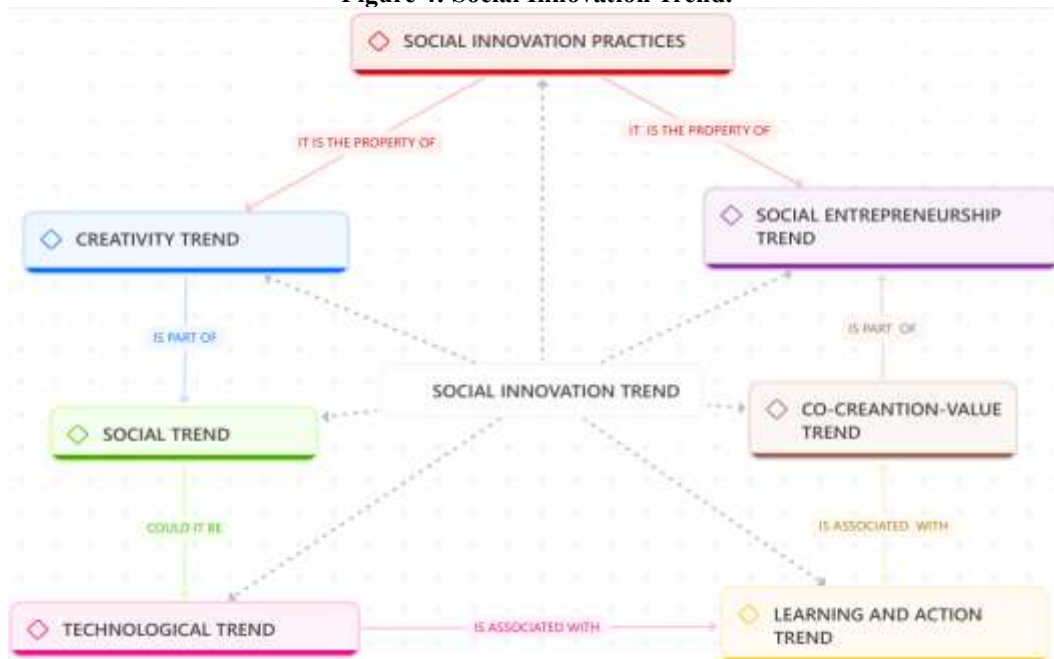 Figure 4: Social Innovation Trend.
SOCIAL INNOVATION PRACTICES
IT IS THE PROPERTY OF
IT IS THE PROPERTY OF
CREATIVITY TREND
SOCIAL ENTREPRENEURSHIP
TREND
IS PART OF
IS PART OF
SOCIAL INNOVATION TREND
SOCIAL TREND
CO-CREANTION-VALUE
TREND
COULD IT BE
IS ASSOCIATED WITH
TECHNOLOGICAL TREND
IS ASSOCIATED WITH
LEARNING AND ACTION
TREND